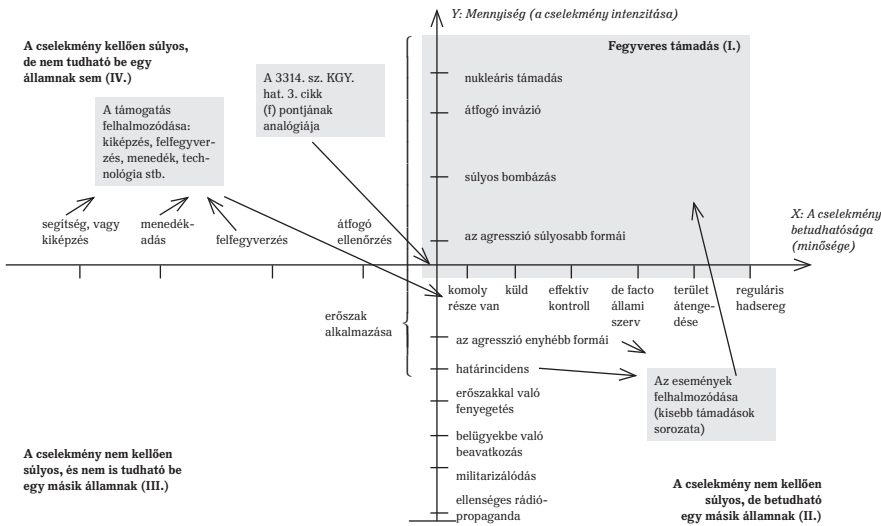 Y: Mennyiség (a cselekmény intenzitása)
A cselekmény kellően súlyos,
de nem tudható be egy
államnak sem (IV.)
Fegyveres támadás (I.)
A 3314. sz. KGY.
hat. 3. cikk
(f) pontjának
analógiája
nukleáris támadás
átfogó invázió
súlyos bombázás
az agresszió súlyosabb formái
A támogatás
felhalmozódása:
kiképzés, felfegyver-
zés, menedék, tech-
nológia stb.
segítség, vagy
kiképzés
menedék-
adás
felfegyverzés
átfogó
ellenőrzés
X: A cselekmény
betudhatósága
(minősége)
komoly
része van
küld
effektív
kontroll
de facto
állami
szerv
terület
átenge-
dése
reguláris
hadsereg
erőszak
alkalmazása
az agresszió enyhébb formái
határincidens
erőszakkal való
fenyegetés
belügyekbe való
beavatkozás
militarizálódás
ellenséges rádió-
propaganda
Az események
felhalmozódása
(kisebb támadások
sorozata)
A cselekmény nem kellően
súlyos, és nem is tudható be
egy másik államnak (III.)
A cselekmény nem kellően
súlyos, de betudható
egy másik államnak (II.)